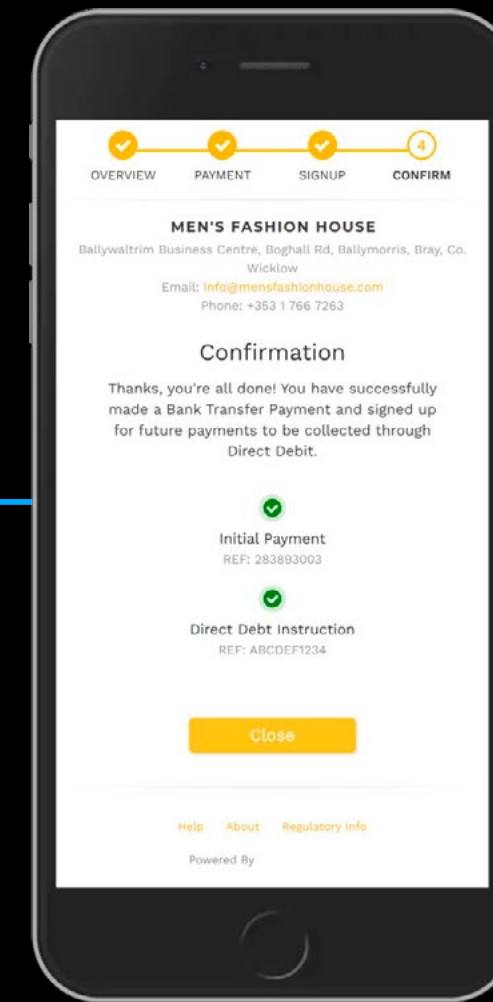 4
OVERVIEW PAYMENT SIGNUP CONFIRM
MEN'S FASHION HOUSE
Ballywaltrim Business Centre, Boghall Rd, Ballymorris, Bray, Co.
Wicklow
Email: info@mensfashionhouse.com
Phone: +353 1 766 7263
Confirmation
Thanks, you're all done! You have successfully
made a Bank Transfer Payment and signed up
for future payments to be collected through
Direct Debit.
Initial Payment
REF: 283893003
Direct Debt Instruction
REF: ABCDEF1234
Close
Help About Regulatory Info
Powered By